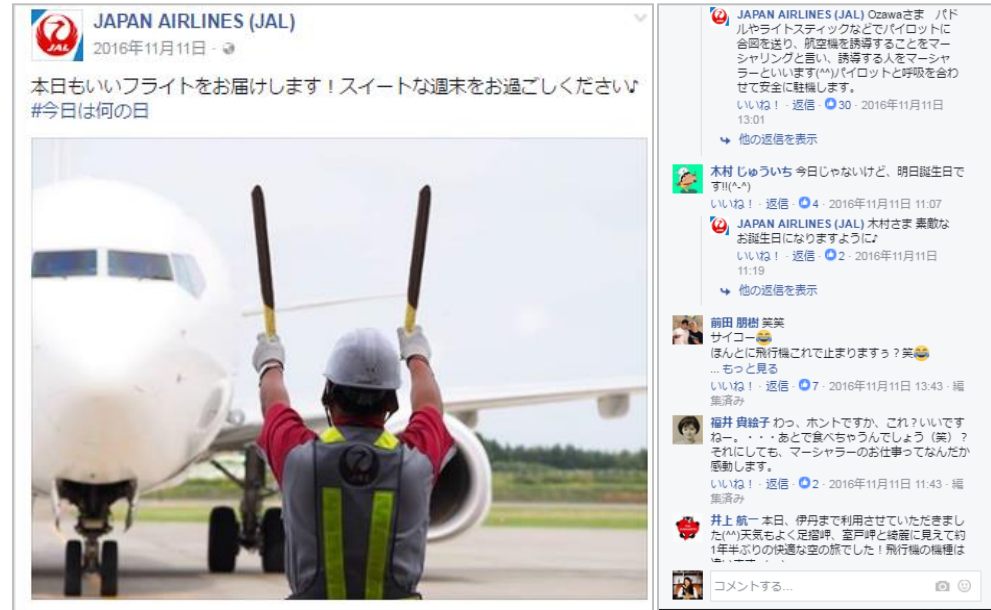 JAPAN AIRLINES (JAL)
2016年11月11日 ·
本日もいいフライトをお届けします！スイートな週末をお過ごしください♪
#今日は何の日
JAL
JAL
JAPAN AIRLINES (JAL) Ozawaさま　パド
ルやライトスティックなどでパイロットに
合図を送り、航空機を誘導することをマー
シャリングと言い、誘導する人をマーシャ
ラーといいます(^^)パイロットと呼吸を合わ
せて安全に駐機します。
いいね！ · 返信 · 30 · 2016年11月11日
13:01
他の返信を表示
木村 じゅういち 今日じゃないけど、明日誕生日で
す!!(^-^)
いいね！ · 返信 · 4 · 2016年11月11日 11:07
JAPAN AIRLINES (JAL) 木村さま 素敵な
お誕生日になりますように♪
いいね！ · 返信 · 2 · 2016年11月11日
11:19
他の返信を表示
前田 朋樹 笑笑
サイコー😂
ほんとに飛行機これで止まりますぅ？笑😂
... もっと見る
いいね！ · 返信 · 7 · 2016年11月11日 13:43 · 編
集済み
福井 貴絵子 わっ、ホントですか、これ？いいです
ねー。・・・あとで食べちゃうんでしょう（笑）？
それにしても、マーシャラーのお仕事ってなんだか
感動します。
いいね！ · 返信 · 2 · 2016年11月11日 11:43 · 編
集済み
井上 航一 本日、伊丹まで利用させていただきまし
た(^^)天気もよく足摺岬、室戸岬と綺麗に見えて約
1年半ぶりの快適な空の旅でした！飛行機の機種は
コメントする...